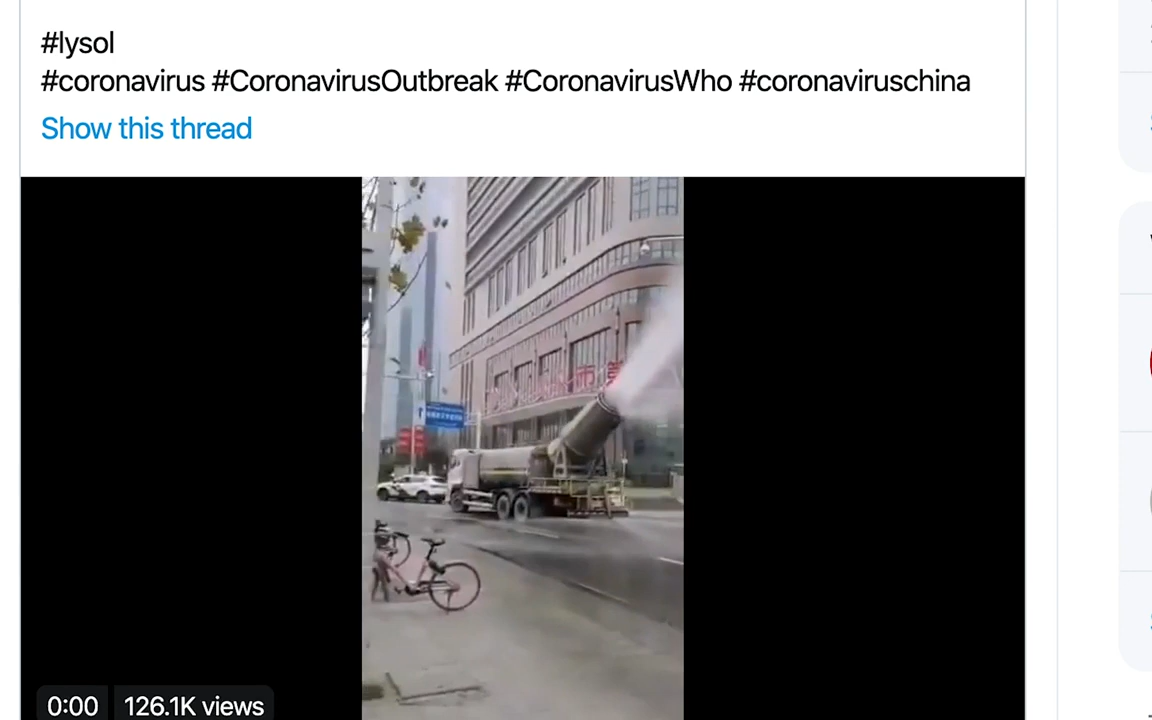 #lysol
#coronavirus #CoronavirusOutbreak #CoronavirusWho #coronaviruschina
Show this thread
0:00
126.1K views